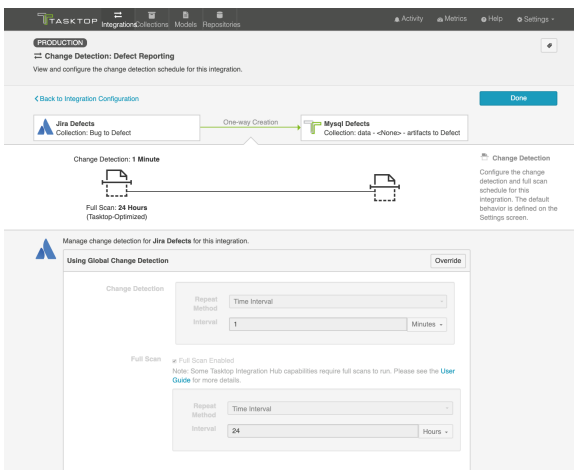 TASKTOP
Integrations
Collections
Models
Repositories
Activity
Metrics
Help
Settings
PRODUCTION
Change Detection: Defect Reporting
View and configure the change detection schedule for this integration.
Back to Integration Configuration
Done
Jira Defects
Collection: Bug to Defect
One-way Creation
Mysql Defects
Collection: data - <None> - artifacts to Defect
Change Detection: 1 Minute
Full Scan: 24 Hours
(Tasktop-Optimized)
Change Detection
Configure the change
detection and full scan
schedule for this
integration. The default
behavior is defined on the
Settings screen.
Manage change detection for Jira Defects for this integration.
Using Global Change Detection
Override
Change Detection
Repeat
Method
Time Interval
Interval
1
Minutes
Full Scan
Full Scan Enabled
Note: Some Tasktop Integration Hub capabilities require full scans to run. Please see the User
Guide for more details.
Repeat
Method
Time Interval
Interval
24
Hours